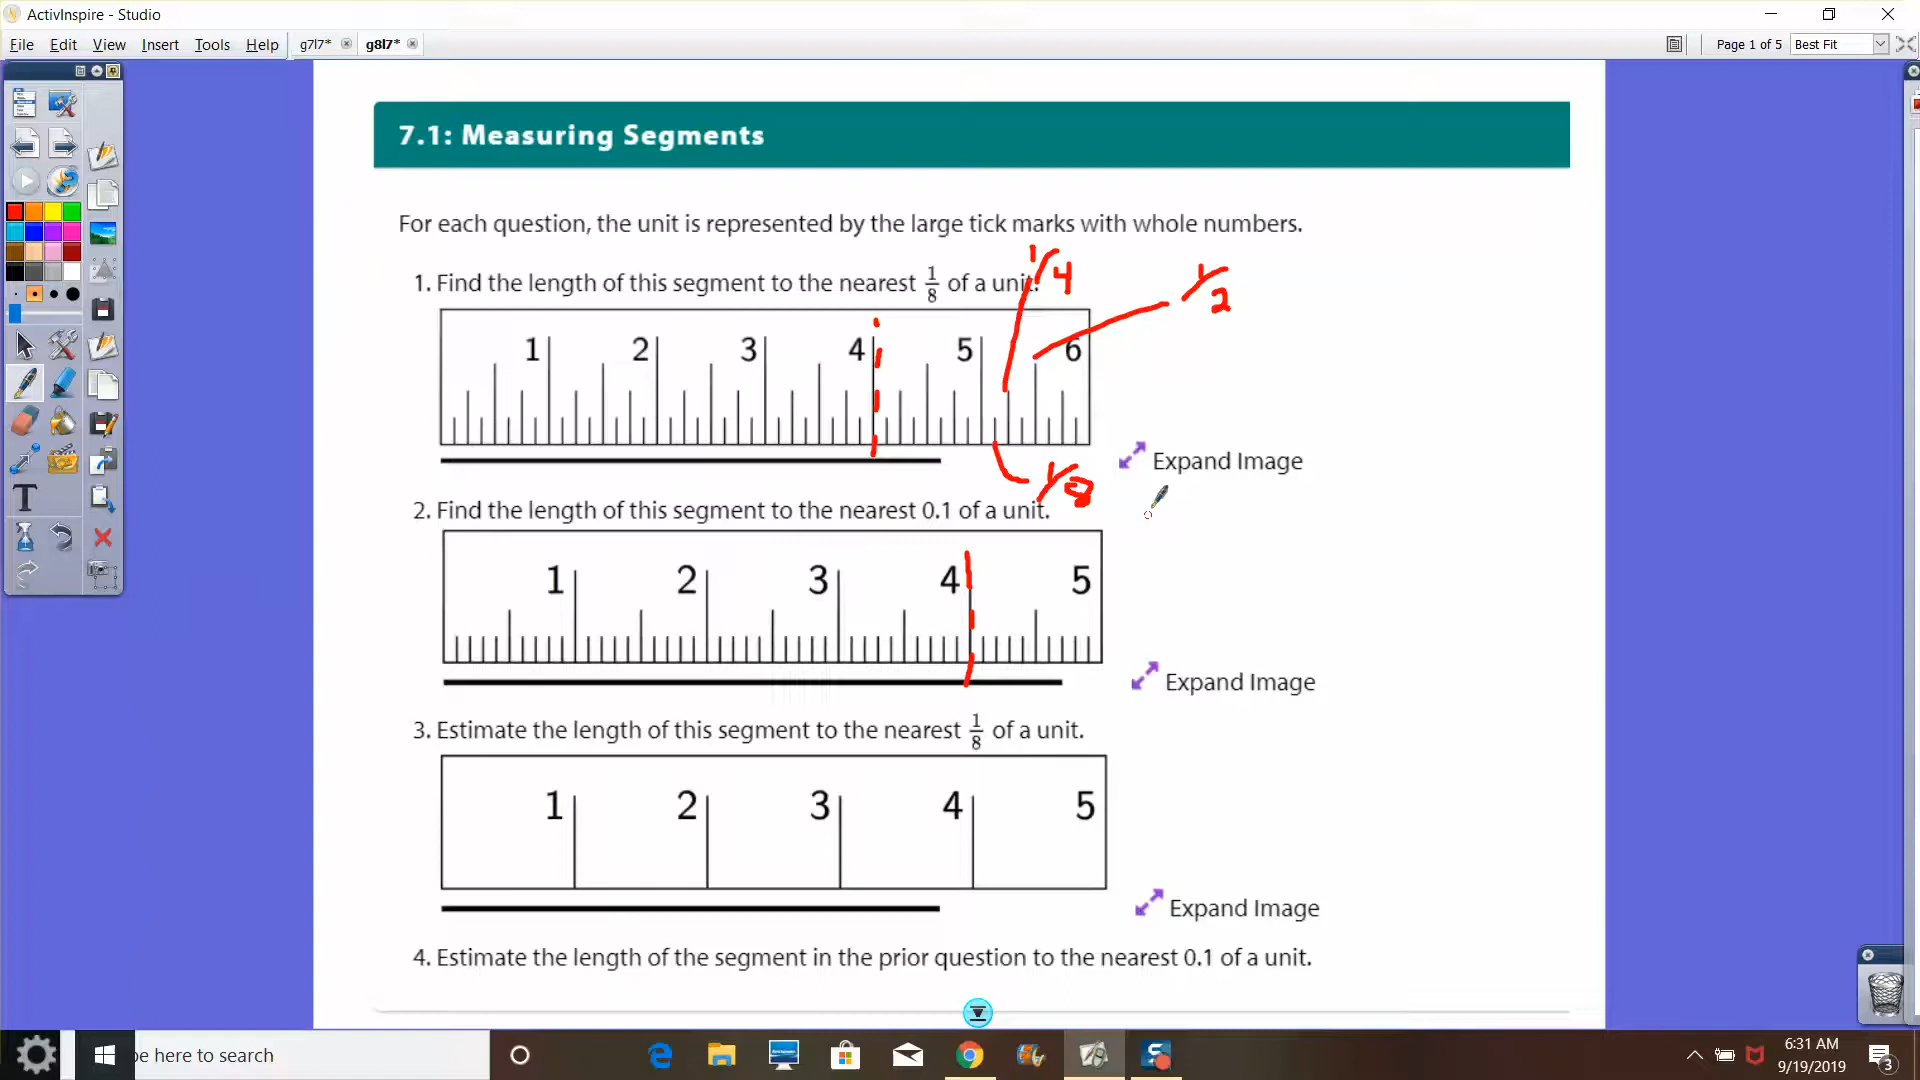 ActivInspire - Studio
File Edit View Insert Tools Help g7l7* g8l7* Page 1 of 5 Best Fit
7.1: Measuring Segments
For each question, the unit is represented by the large tick marks with whole numbers.
1. Find the length of this segment to the nearest 1/8 of a unit.
1/4
1/2
1 2 3 4 5 6
Expand Image
1/8
2. Find the length of this segment to the nearest 0.1 of a unit.
1 2 3 4 5
Expand Image
3. Estimate the length of this segment to the nearest 1/8 of a unit.
1 2 3 4 5
Expand Image
4. Estimate the length of the segment in the prior question to the nearest 0.1 of a unit.
T
pe here to search
6:31 AM
9/19/2019
3